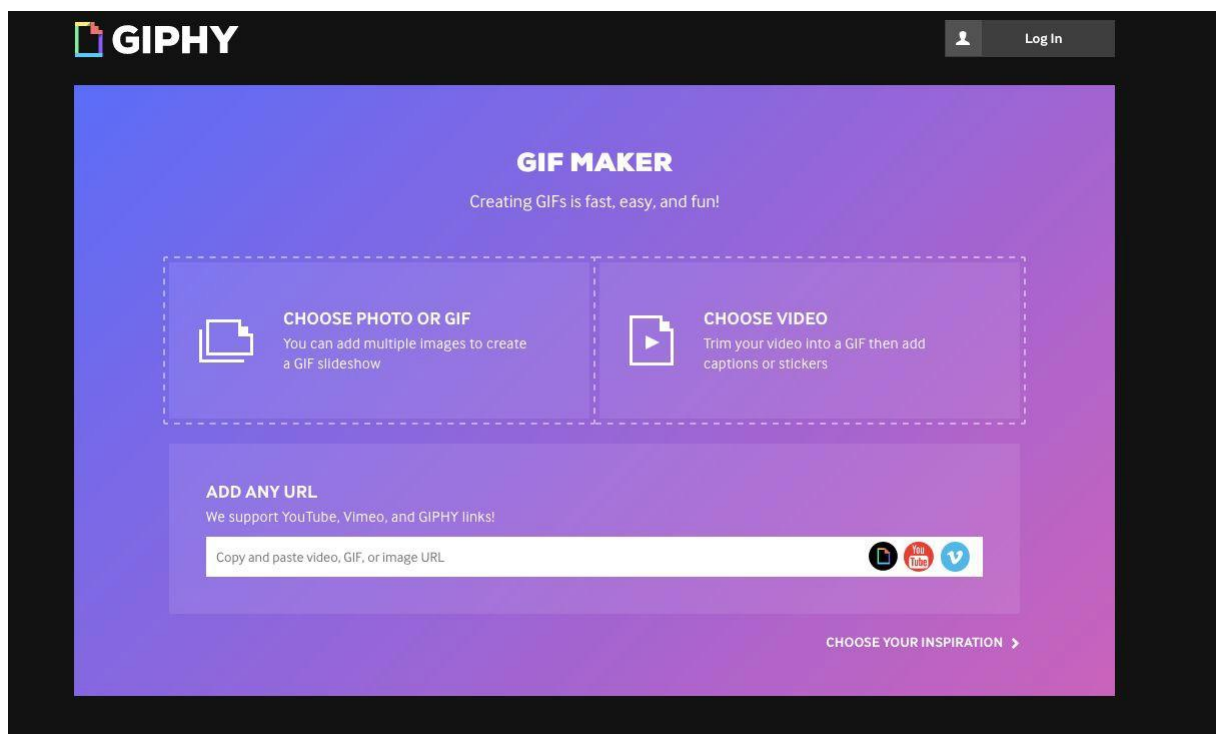 GIPHY
Log In
GIF MAKER
Creating GIFs is fast, easy, and fun!
CHOOSE PHOTO OR GIF
You can add multiple images to create
a GIF slideshow
CHOOSE VIDEO
Trim your video into a GIF then add
captions or stickers
ADD ANY URL
We support YouTube, Vimeo, and GIPHY links!
Copy and paste video, GIF, or image URL
You
Tube
CHOOSE YOUR INSPIRATION